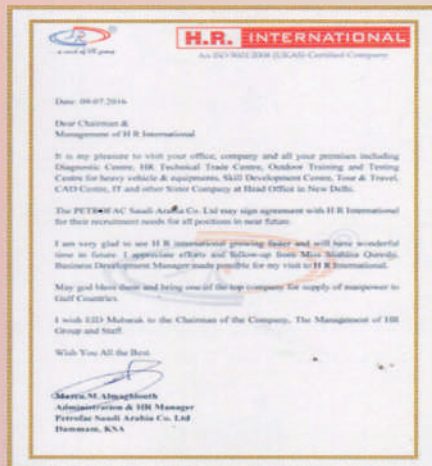 H.R. INTERNATIONAL
a unit of HR group
An ISO 9001:2008 (UKAS) Certified Company
Date: 09.07.2016
Dear Chairman &
Management of H R International
It is my pleasure to visit your office, company and all your premises including
Diagnostic Centre, HR Technical Trade Centre, Outdoor Training and Testing
Centre for heavy vehicle & equipments, Skill Development Centre, Tour & Travel,
CAD Centre, IT and other Sister Company at Head Office in New Delhi.
The PETROFAC Saudi Arabia Co. Ltd may sign agreement with H R International
for their recruitment needs for all positions in near future.
I am very glad to see H R international growing faster and will have wonderful
time in future. I appreciate efforts and follow-up from Miss Qureshi,
Business Development Manager made possible for my visit to H R International.
May god bless them and bring one of the top company for supply of manpower to
Gulf Countries.
I wish EID Mubarak to the Chairman of the Company, The Management of HR
Group and Staff.
Wish You All the Best.
Administration & HR Manager
Petrofac Saudi Arabia Co. Ltd
Dammam, KSA